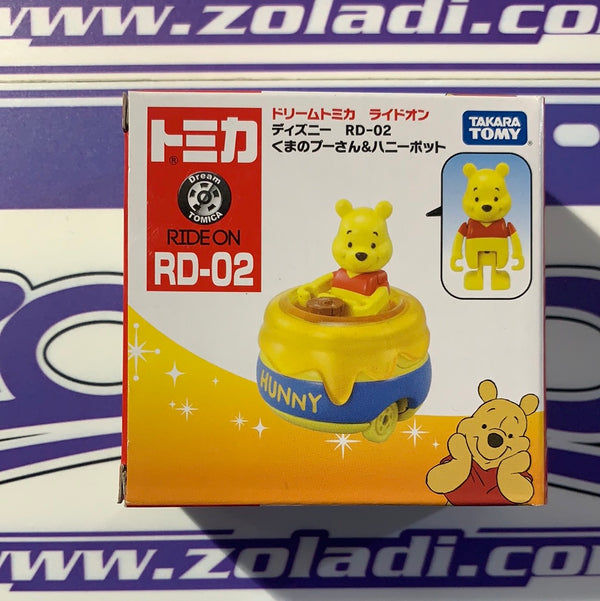 www.zoladi.com
トミカ
®
Dream
TOMICA
RIDE ON
RD-02
ドリームトミカ ライドオン
ディズニー RD-02
くまのプーさん&ハニーポット
TAKARA
TOMY®
HUNNY
www.zoladi.com